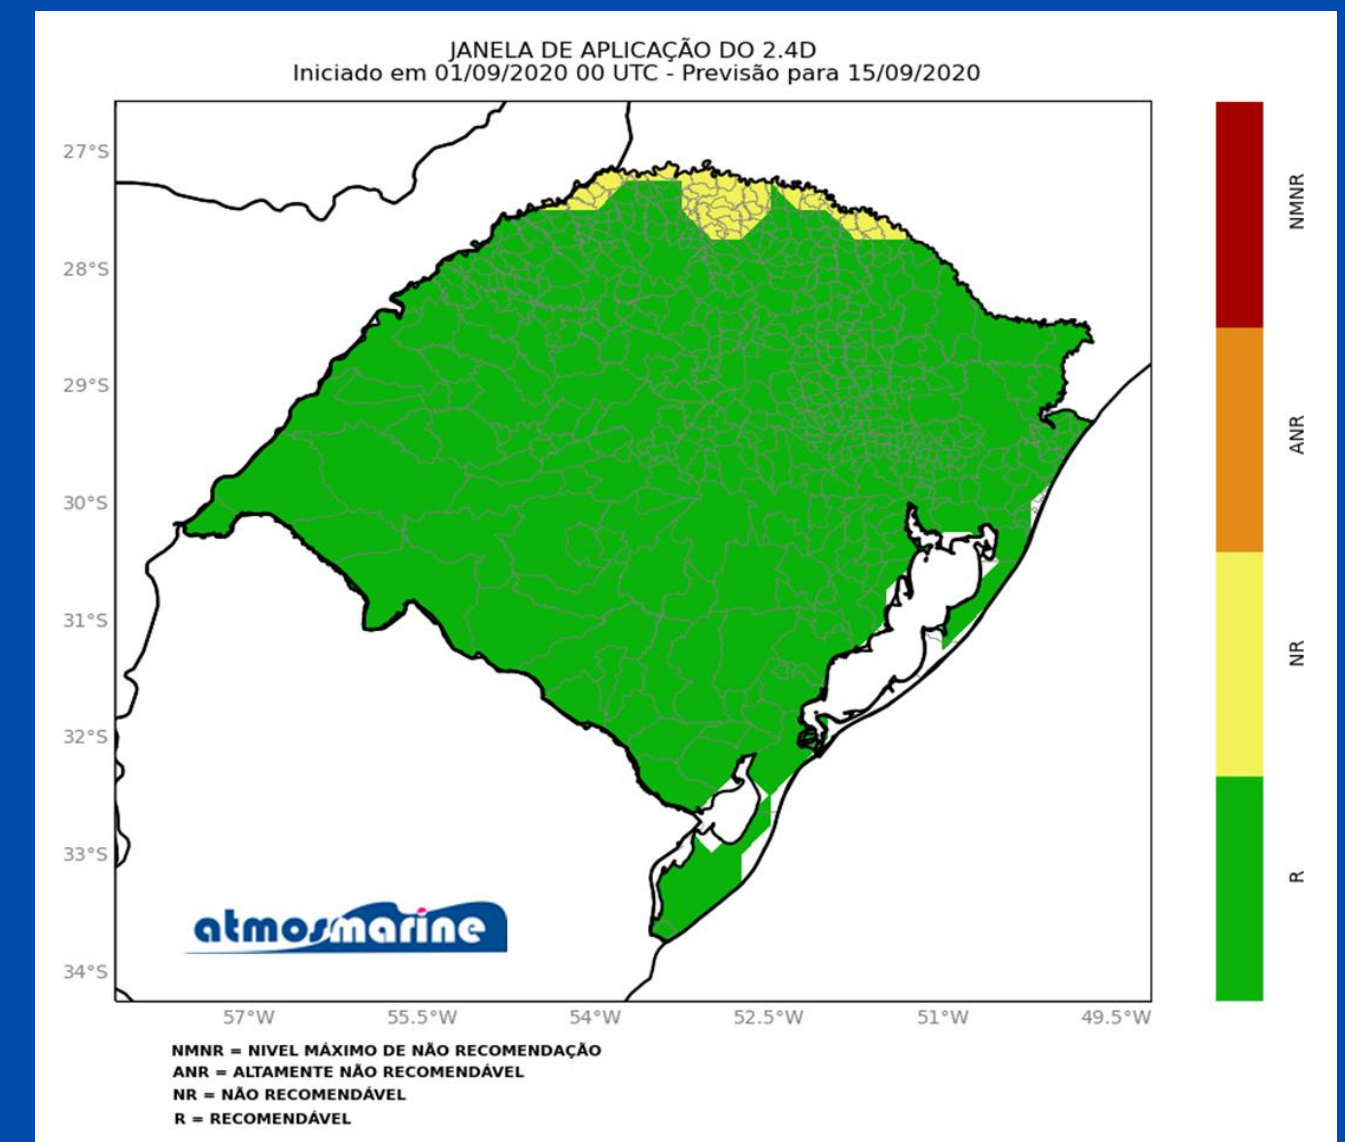 JANELA DE APLICAÇÃO DO 2.4D
Iniciado em 01/09/2020 00 UTC - Previsão para 15/09/2020
27°S
28°S
29°S
30°S
31°S
32°S
33°S
34°S
57°W 55.5°W 54°W 52.5°W 51°W 49.5°W
NMNR
ANR
NR
R
atmosmarine
NMNR = NIVEL MÁXIMO DE NÃO RECOMENDAÇÃO
ANR = ALTAMENTE NÃO RECOMENDÁVEL
NR = NÃO RECOMENDÁVEL
R = RECOMENDÁVEL